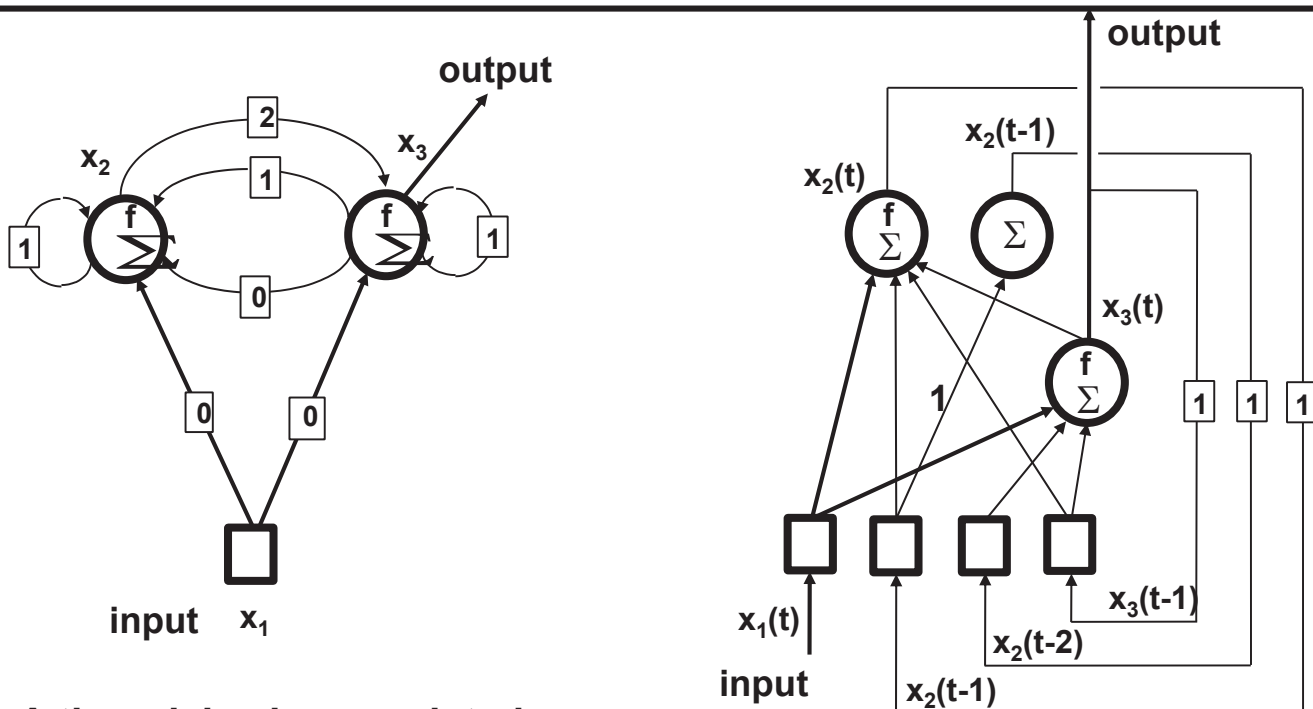 output
2
x₂
x₃
1
f
Σ
f
Σ
1
1
0
0
0
input x₁
output
x₂(t-1)
x₂(t)
f
Σ
Σ
x₃(t)
f
Σ
1
1
1
1
x₁(t)
x₃(t-1)
x₂(t-2)
input
x₂(t-1)